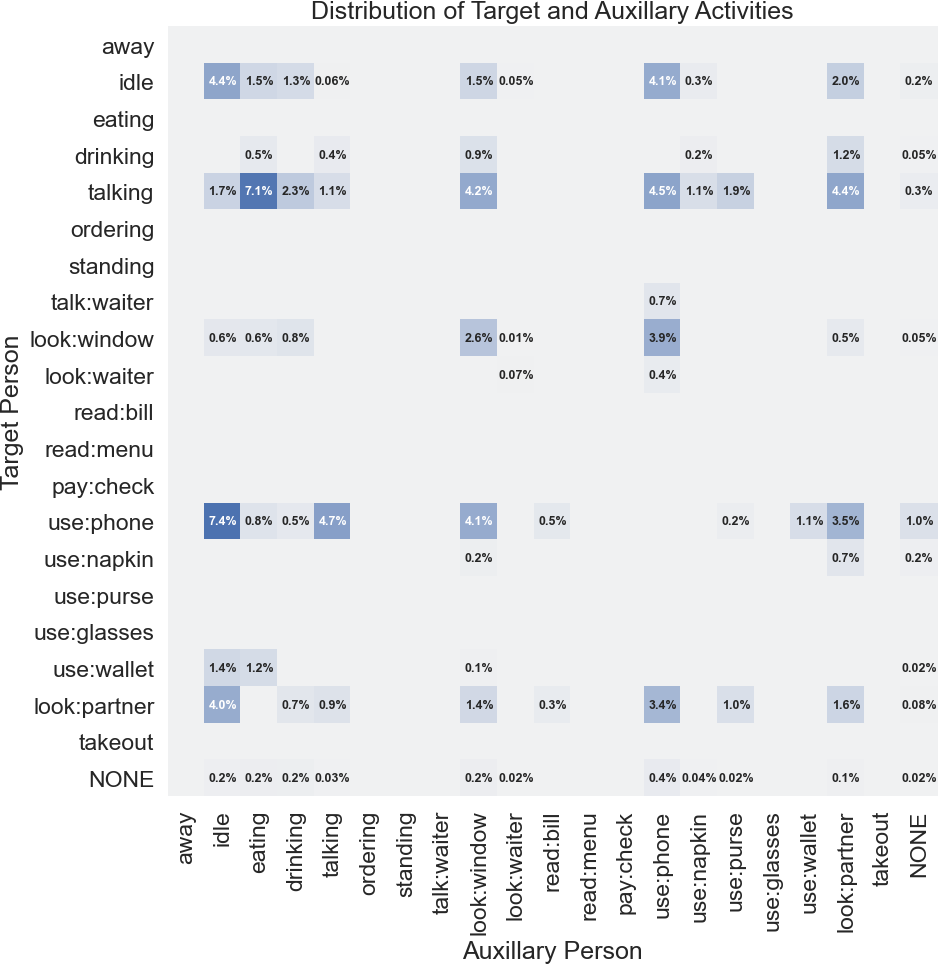 Distribution of Target and Auxillary Activities
Target Person
away
idle 4.4% 1.5% 1.3% 0.06% 1.5% 0.05% 4.1% 0.3% 2.0% 0.2%
eating
drinking 0.5% 0.4% 0.9% 0.2% 1.2% 0.05%
talking 1.7% 7.1% 2.3% 1.1% 4.2% 4.5% 1.1% 1.9% 4.4% 0.3%
ordering
standing
talk:waiter 0.7%
look:window 0.6% 0.6% 0.8% 2.6% 0.01% 3.9% 0.5% 0.05%
look:waiter 0.07% 0.4%
read:bill
read:menu
pay:check
use:phone 7.4% 0.8% 0.5% 4.7% 4.1% 0.5% 0.2% 1.1% 3.5% 1.0%
use:napkin 0.2% 0.7% 0.2%
use:purse
use:glasses
use:wallet 1.4% 1.2% 0.1% 0.02%
look:partner 4.0% 0.7% 0.9% 1.4% 0.3% 3.4% 1.0% 1.6% 0.08%
takeout
NONE 0.2% 0.2% 0.2% 0.03% 0.2% 0.02% 0.4% 0.04% 0.02% 0.1% 0.02%
away
idle
eating
drinking
talking
ordering
standing
talk:waiter
look:window
look:waiter
read:bill
read:menu
pay:check
use:phone
use:napkin
use:purse
use:glasses
use:wallet
look:partner
takeout
NONE
Auxillary Person